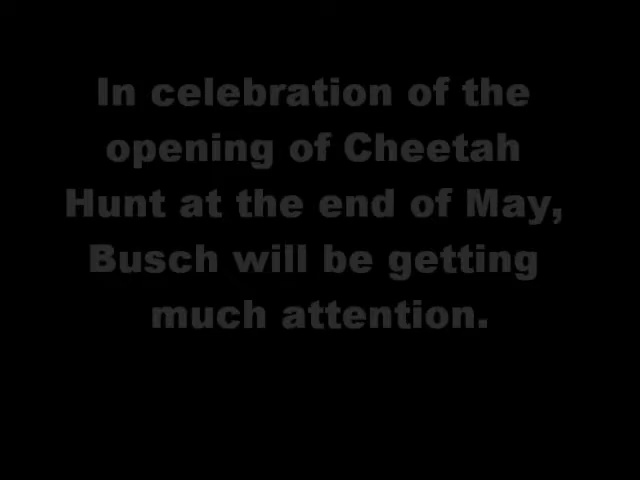 In celebration of the
opening of Cheetah
Hunt at the end of May,
Busch will be getting
much attention.